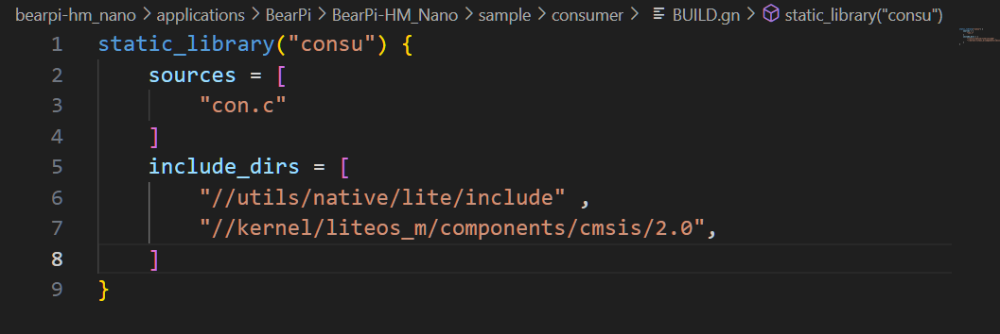 bearpi-hm_nano > applications > BearPi > BearPi-HM_Nano > sample > consumer > BUILD.gn > static_library("consu")
1 static_library("consu") {
2     sources = [
3         "con.c"
4     ]
5     include_dirs = [
6         "//utils/native/lite/include" ,
7         "//kernel/liteos_m/components/cmsis/2.0",
8     ]
9 }